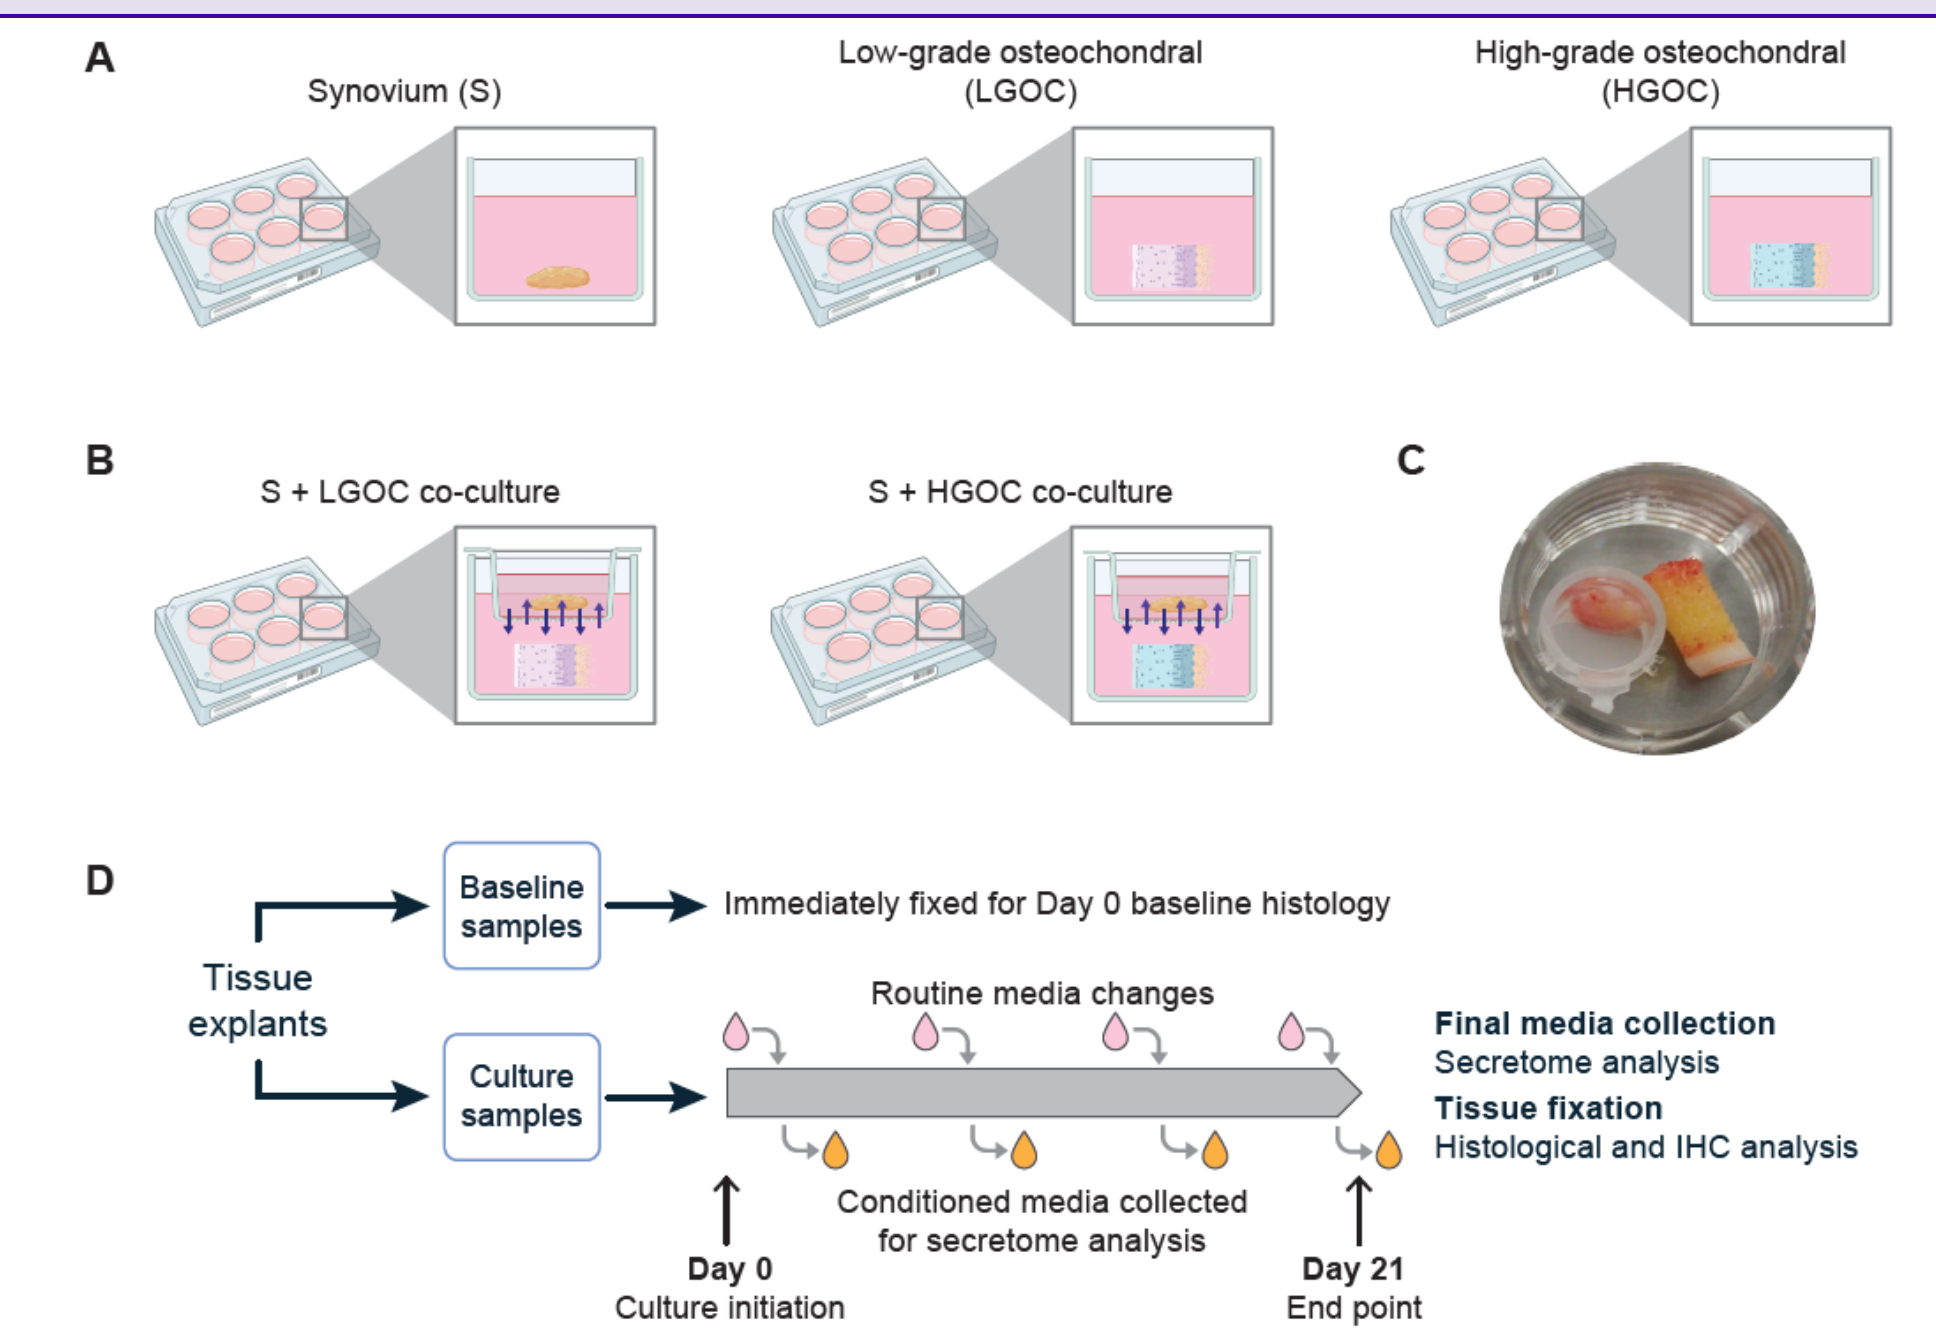 A
Synovium (S)
Low-grade osteochondral
(LGOC)
High-grade osteochondral
(HGOC)
B
S + LGOC co-culture
S + HGOC co-culture
C
D
Tissue
explants
Baseline
samples
Immediately fixed for Day 0 baseline histology
Culture
samples
Routine media changes
Conditioned media collected
for secretome analysis
Day 0
Culture initiation
Day 21
End point
Final media collection
Secretome analysis
Tissue fixation
Histological and IHC analysis